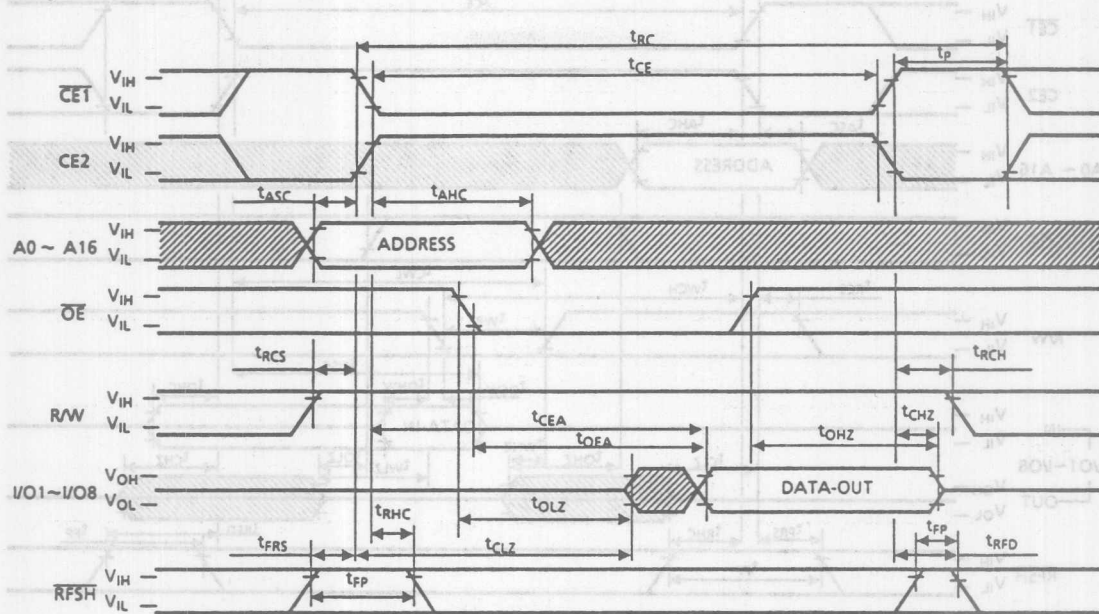 tRC
tP
tCE
VIH
CE1
VIL
VIH
CE2
VIL
tASC
tAHC
VIH
A0 ~ A16
ADDRESS
VIL
VIH
OE
VIL
tRCS
tRCH
VIH
R/W
VIL
tCHZ
tCEA
tOHZ
tOEA
VOH
I/O1~I/O8
DATA-OUT
VOL
tOLZ
tRHC
tFP
tFRS
tCLZ
tRFD
VIH
tFP
RFSH
VIL